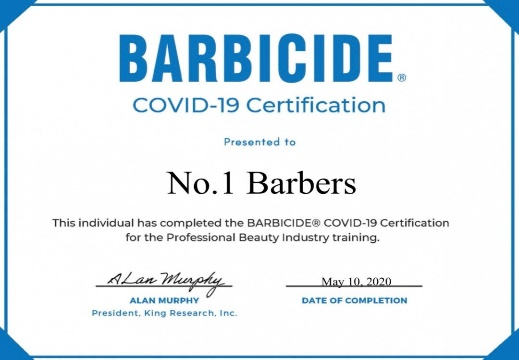 BARBICIDE®
COVID-19 Certification
Presented to
No.1 Barbers
This individual has completed the BARBICIDE® COVID-19 Certification
for the Professional Beauty Industry training.
Alan Murphy
May 10, 2020
ALAN MURPHY
DATE OF COMPLETION
President, King Research, Inc.